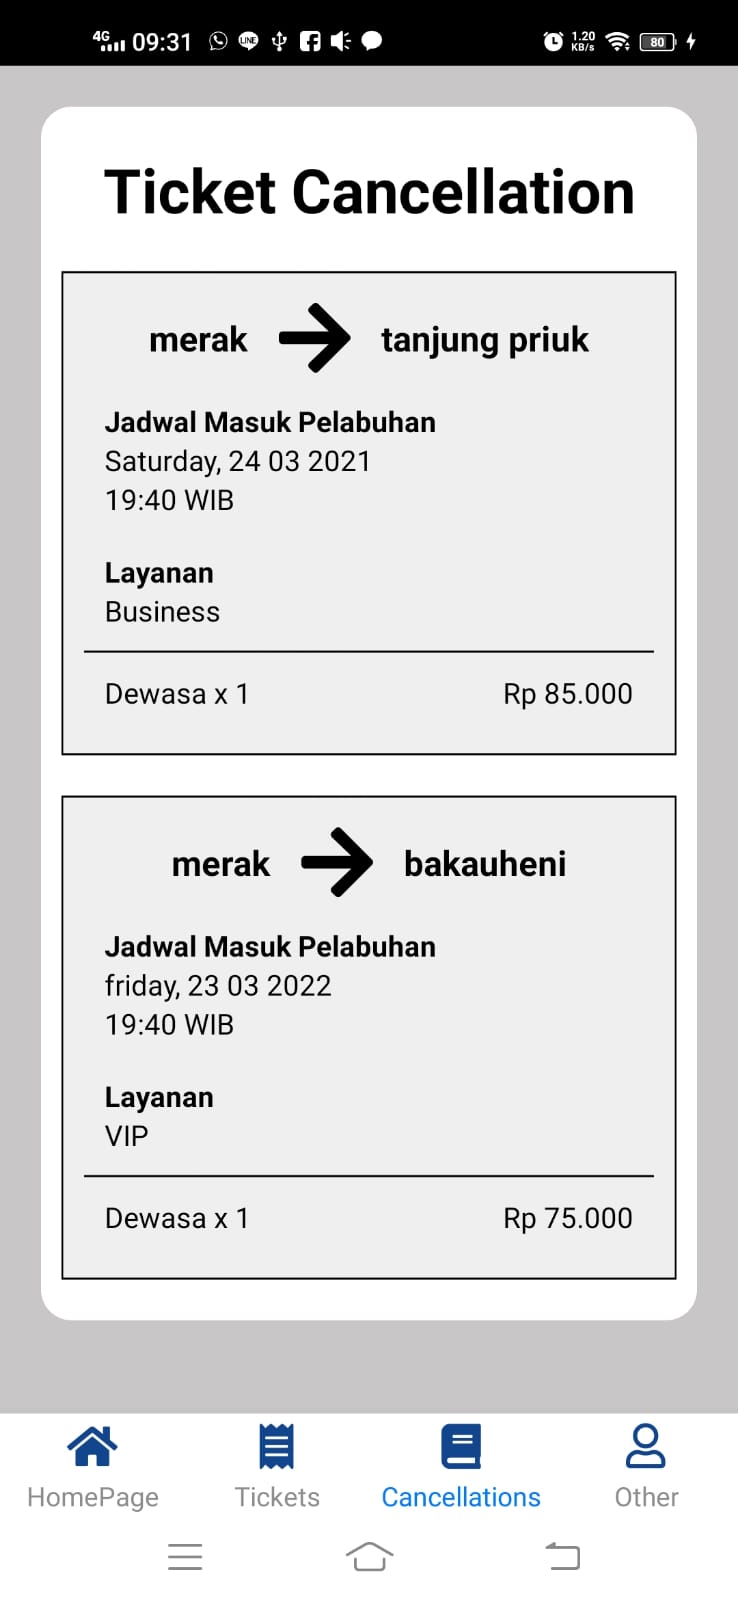 4G 09:31 LINE 1.20 KB/s 80
Ticket Cancellation
merak tanjung priuk
Jadwal Masuk Pelabuhan
Saturday, 24 03 2021
19:40 WIB
Layanan
Business
Dewasa x 1 Rp 85.000
merak bakauheni
Jadwal Masuk Pelabuhan
friday, 23 03 2022
19:40 WIB
Layanan
VIP
Dewasa x 1 Rp 75.000
HomePage Tickets Cancellations Other